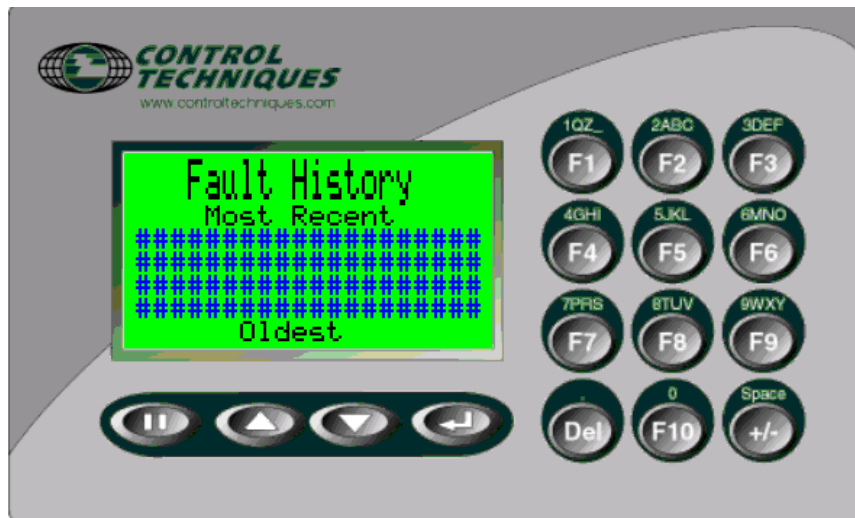 CONTROL
TECHNIQUES
www.controltechniques.com
Fault History
Most Recent
####################
####################
####################
####################
Oldest
1QZ_ 2ABC 3DEF
F1 F2 F3
4GHI 5JKL 6MNO
F4 F5 F6
7PRS 8TUV 9WXY
F7 F8 F9
. 0 Space
Del F10 +/-